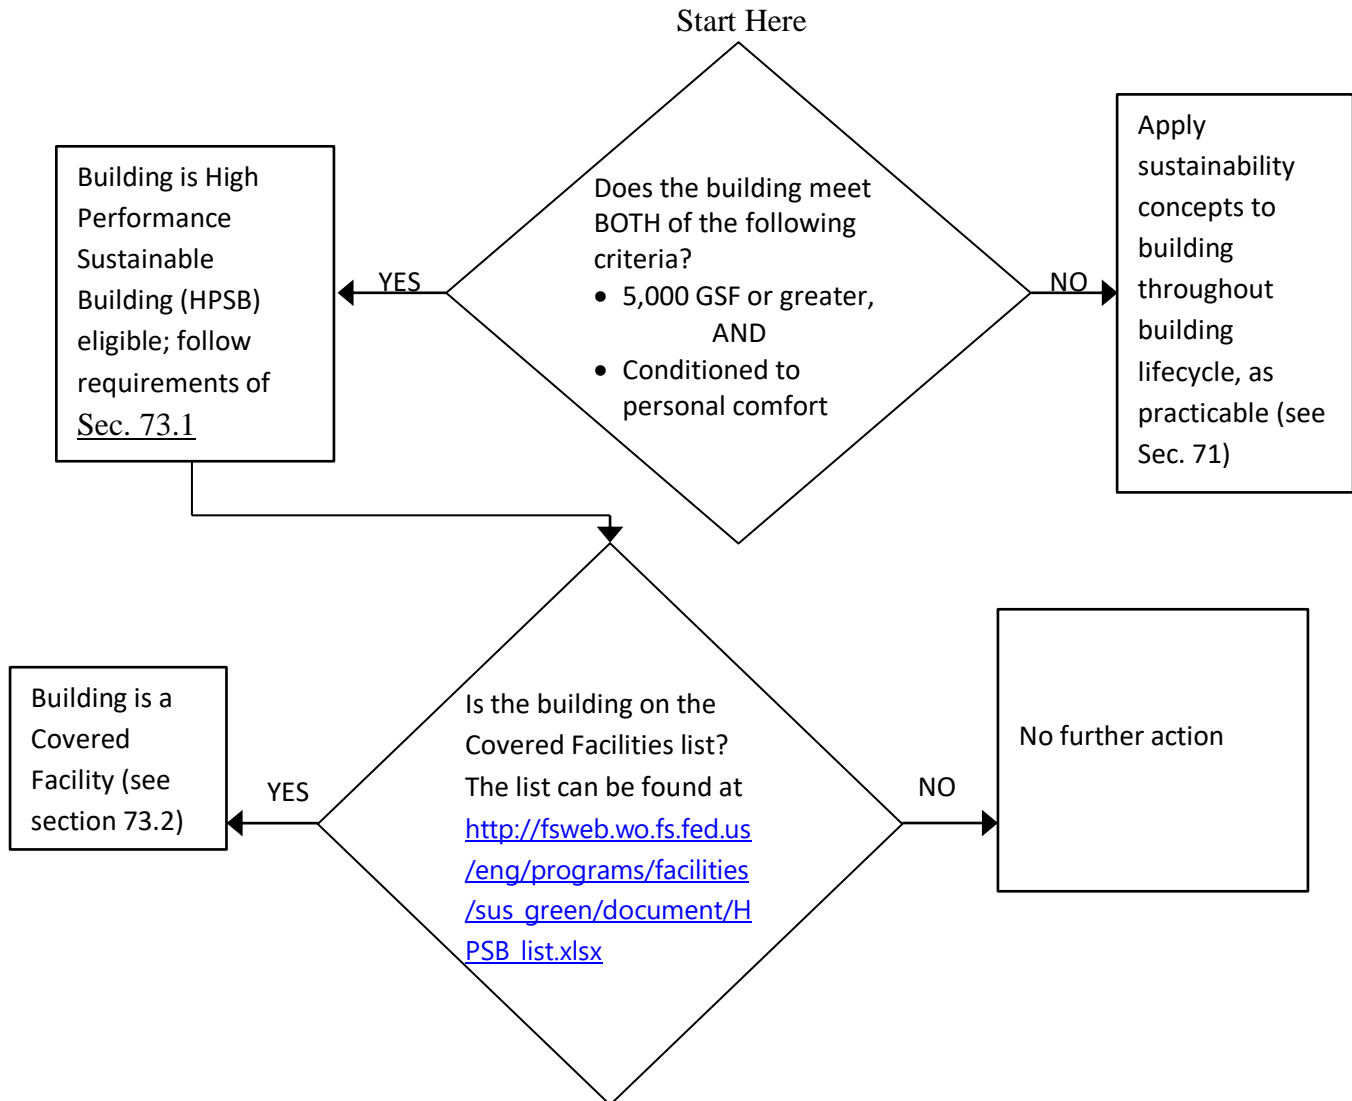 Start Here
Building is High
Performance
Sustainable
Building (HPSB)
eligible; follow
requirements of
Sec. 73.1
YES
Does the building meet
BOTH of the following
criteria?
• 5,000 GSF or greater,
AND
• Conditioned to
personal comfort
NO
Apply
sustainability
concepts to
building
throughout
building
lifecycle, as
practicable (see
Sec. 71)
Building is a
Covered
Facility (see
section 73.2)
YES
Is the building on the
Covered Facilities list?
The list can be found at
http://fsweb.wo.fs.fed.us
/eng/programs/facilities
/sus_green/document/H
PSB_list.xlsx
NO
No further action